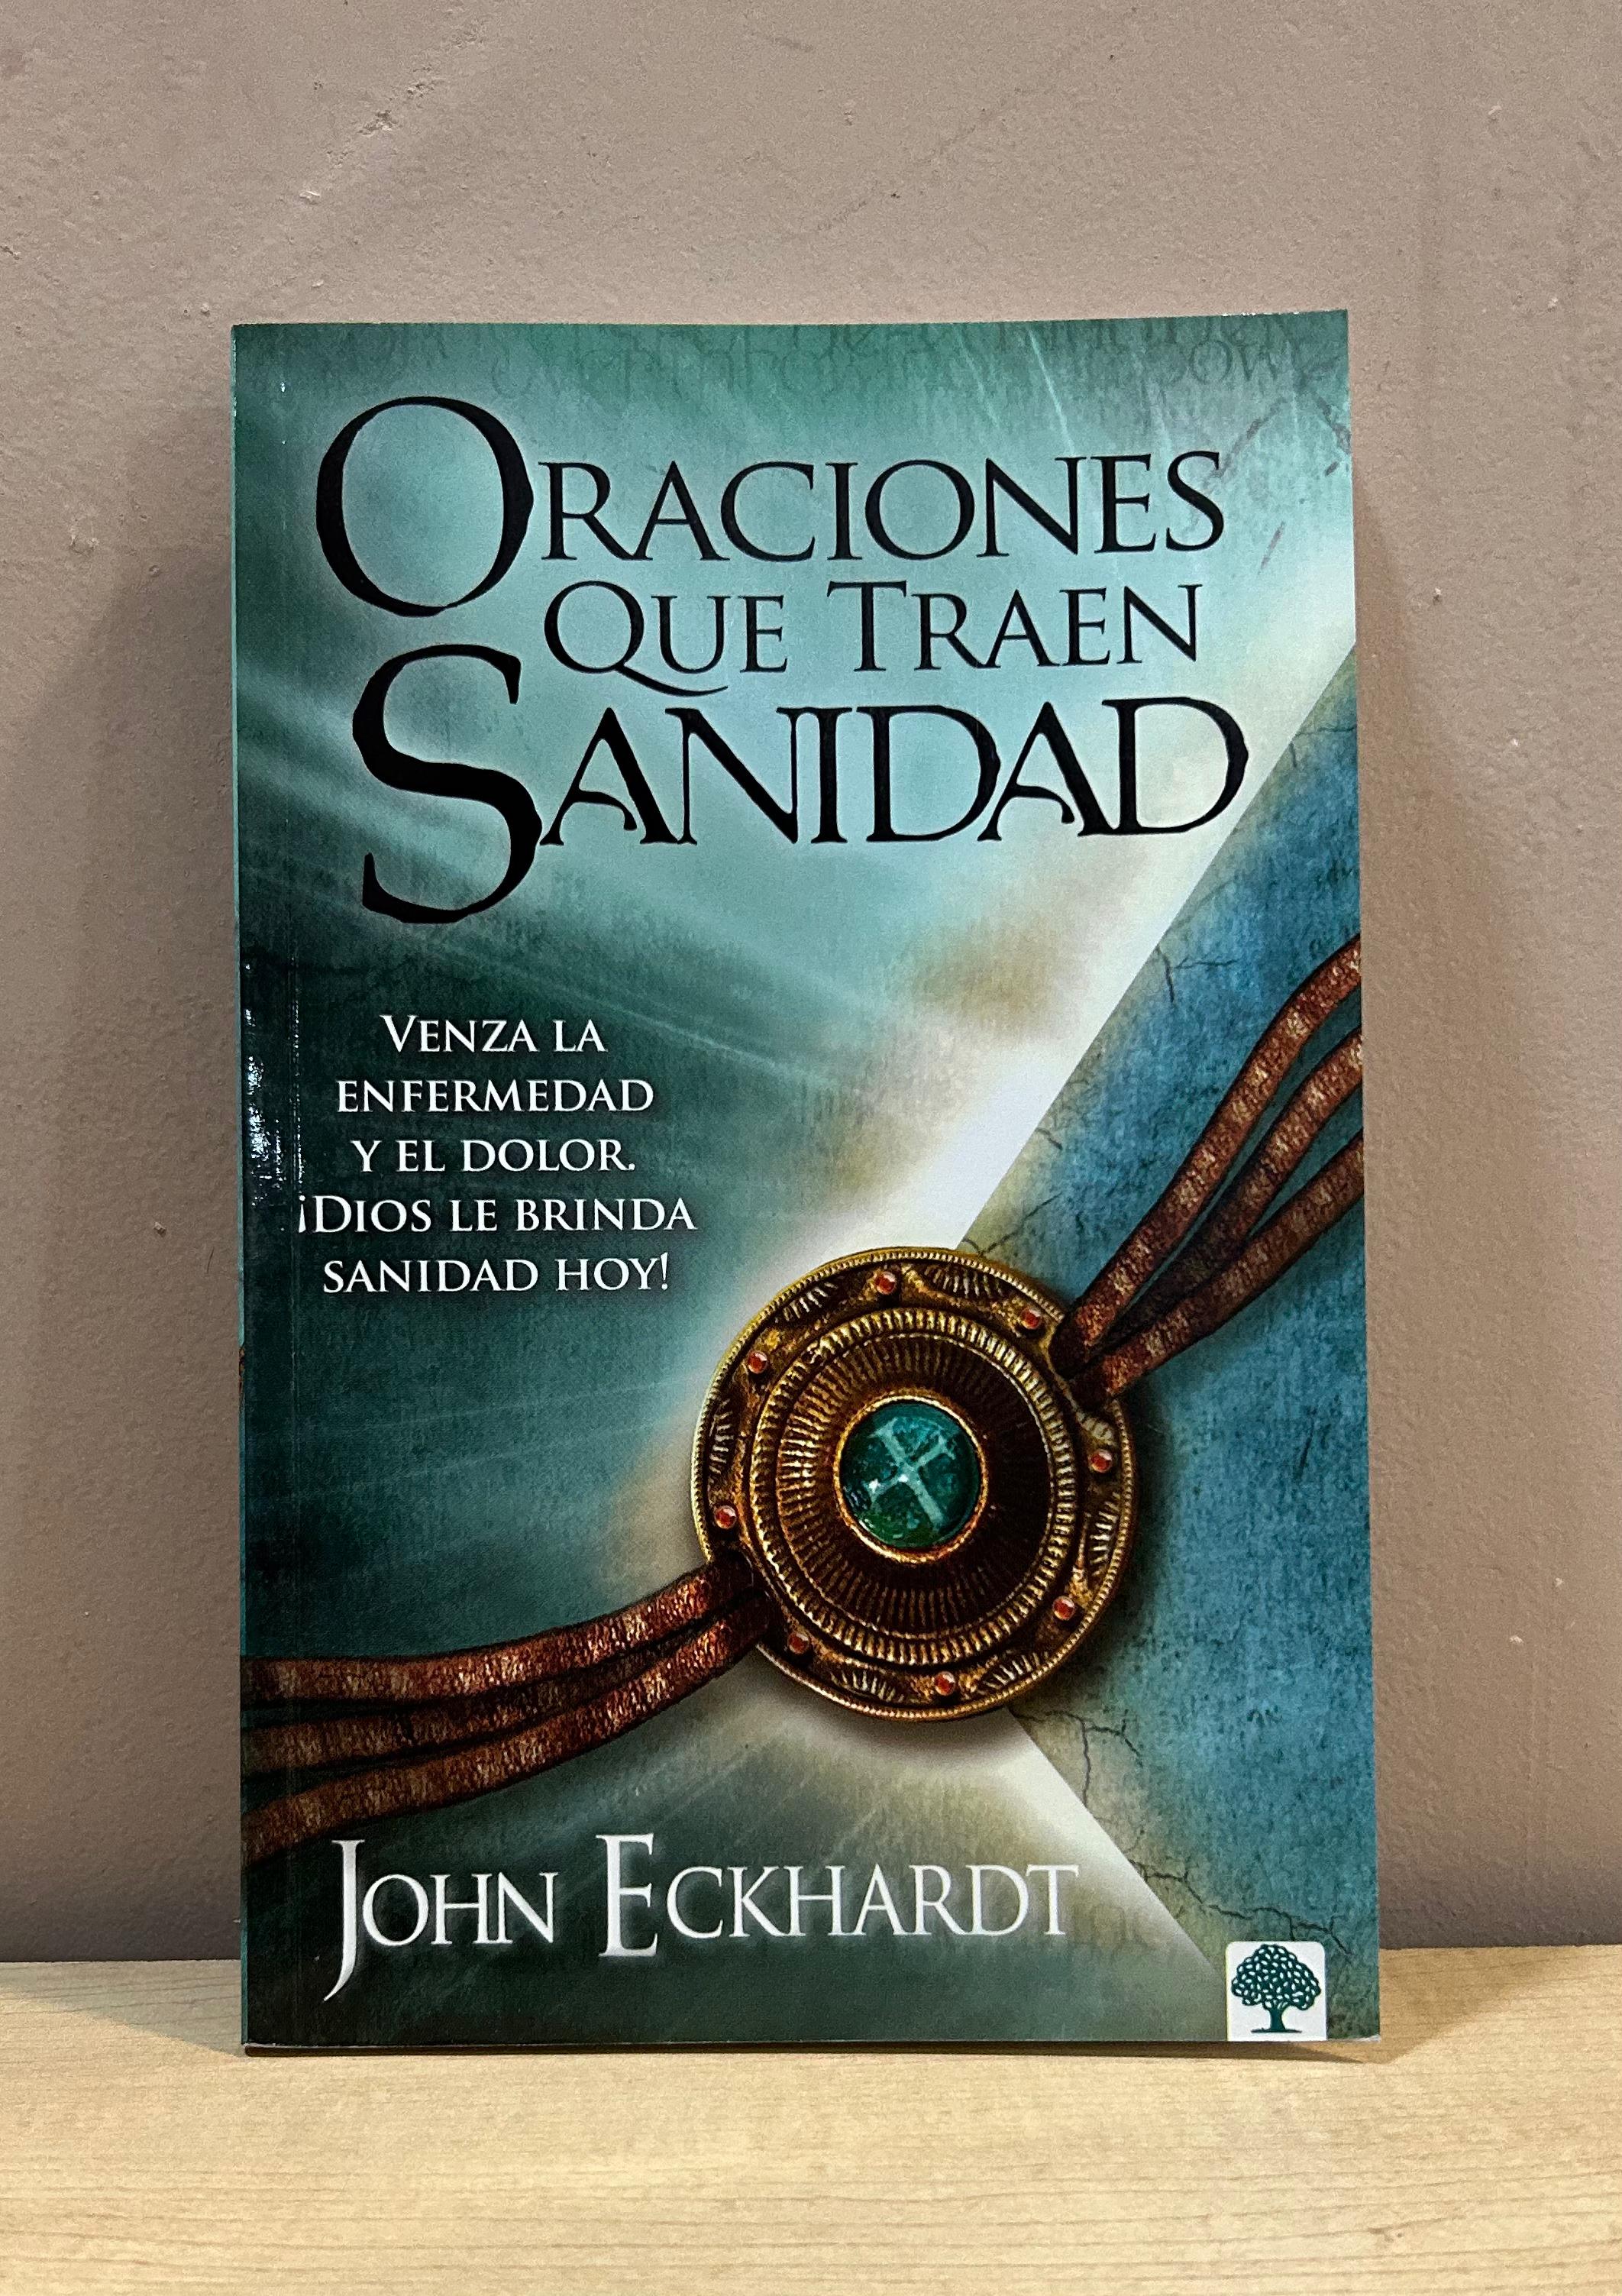 ORACIONES
QUE TRAEN
SANIDAD
VENZA LA
ENFERMEDAD
Y EL DOLOR.
¡DIOS LE BRINDA
SANIDAD HOY!
JOHN ECKHARDT